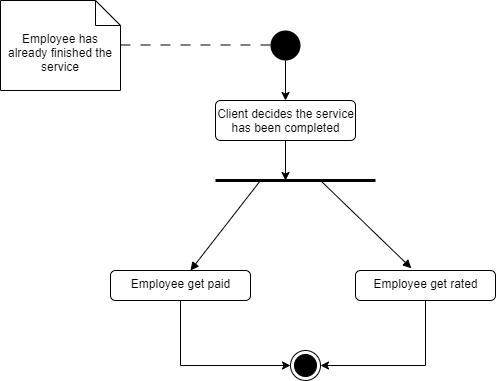 Employee has
already finished the
service
Client decides the service
has been completed
Employee get paid
Employee get rated